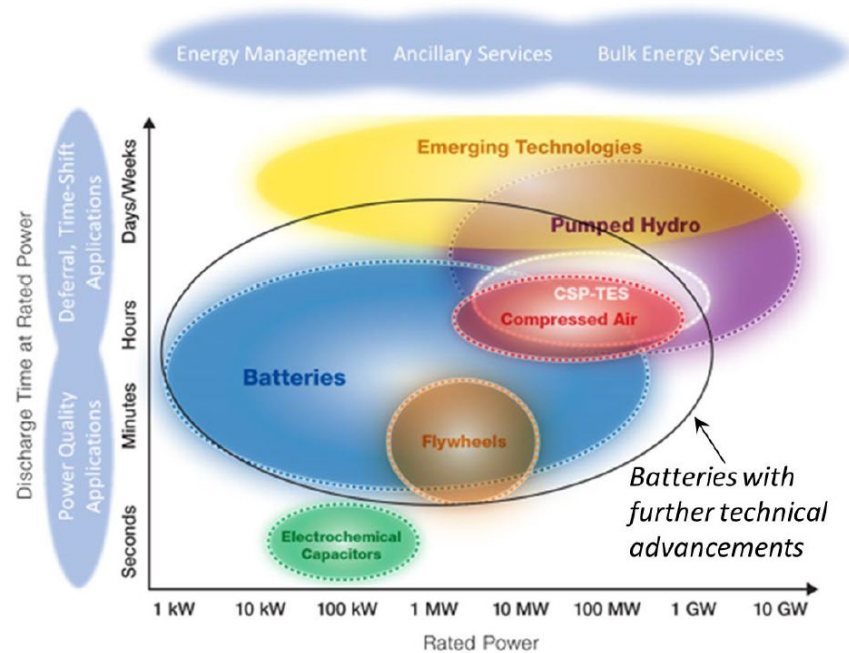 Energy Management
Ancillary Services
Bulk Energy Services
Discharge Time at Rated Power
Deferral, Time-Shift
Applications
Power Quality
Applications
Days/Weeks
Hours
Minutes
Seconds
Emerging Technologies
Pumped Hydro
CSP-TES
Compressed Air
Batteries
Flywheels
Electrochemical
Capacitors
Batteries with
further technical
advancements
1 kW
10 kW
100 kW
1 MW
10 MW
100 MW
1 GW
10 GW
Rated Power